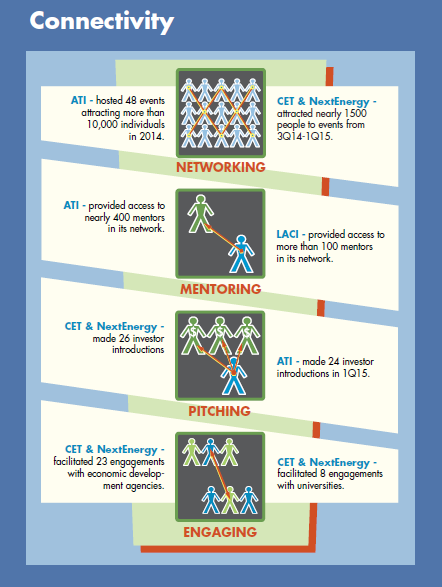 Connectivity
ATI - hosted 48 events
attracting more than
10,000 individuals
in 2014.
CET & NextEnergy -
attracted nearly 1500
people to events from
3Q14-1Q15.
NETWORKING
ATI - provided access to
nearly 400 mentors
in its network.
LACI - provided access to
more than 100 mentors
in its network.
MENTORING
CET & NextEnergy -
made 26 investor
introductions
ATI - made 24 investor
introductions in 1Q15.
PITCHING
CET & NextEnergy -
facilitated 23 engagements
with economic develop-
ment agencies.
CET & NextEnergy -
facilitated 8 engagements
with universities.
ENGAGING